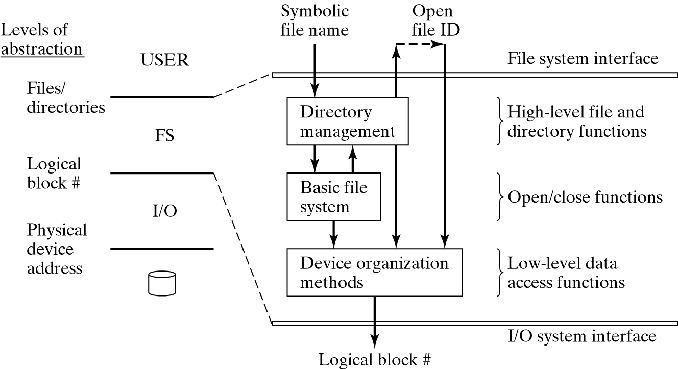 Levels of
abstraction
USER
Files/
directories
FS
Logical
block #
I/O
Physical
device
address
Symbolic
file name
Open
file ID
File system interface
Directory
management
High-level file and
directory functions
Basic file
system
Open/close functions
Device organization
methods
Low-level data
access functions
I/O system interface
Logical block #